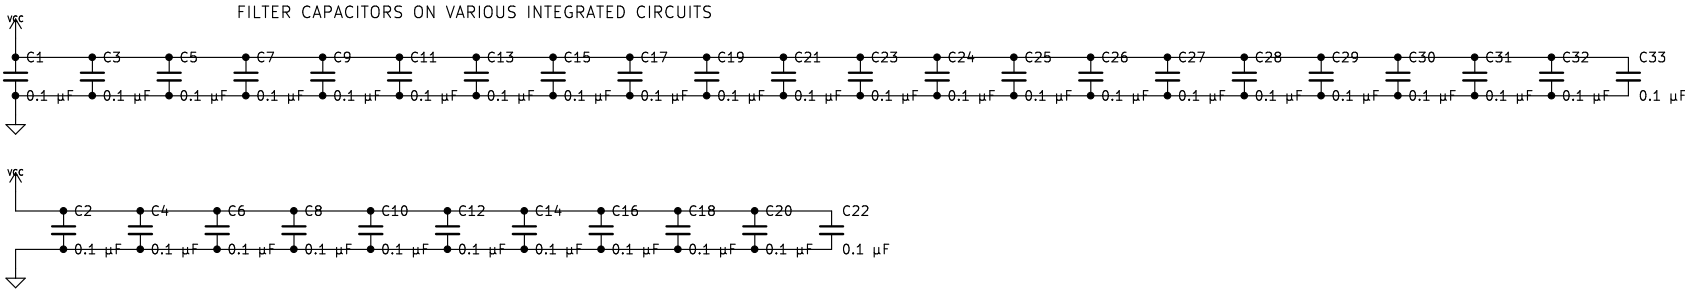 FILTER CAPACITORS ON VARIOUS INTEGRATED CIRCUITS
VCC
C1 C3 C5 C7 C9 C11 C13 C15 C17 C19 C21 C23 C24 C25 C26 C27 C28 C29 C30 C31 C32 C33
0.1 µF 0.1 µF 0.1 µF 0.1 µF 0.1 µF 0.1 µF 0.1 µF 0.1 µF 0.1 µF 0.1 µF 0.1 µF 0.1 µF 0.1 µF 0.1 µF 0.1 µF 0.1 µF 0.1 µF 0.1 µF 0.1 µF 0.1 µF 0.1 µF 0.1 µF
VCC
C2 C4 C6 C8 C10 C12 C14 C16 C18 C20 C22
0.1 µF 0.1 µF 0.1 µF 0.1 µF 0.1 µF 0.1 µF 0.1 µF 0.1 µF 0.1 µF 0.1 µF 0.1 µF